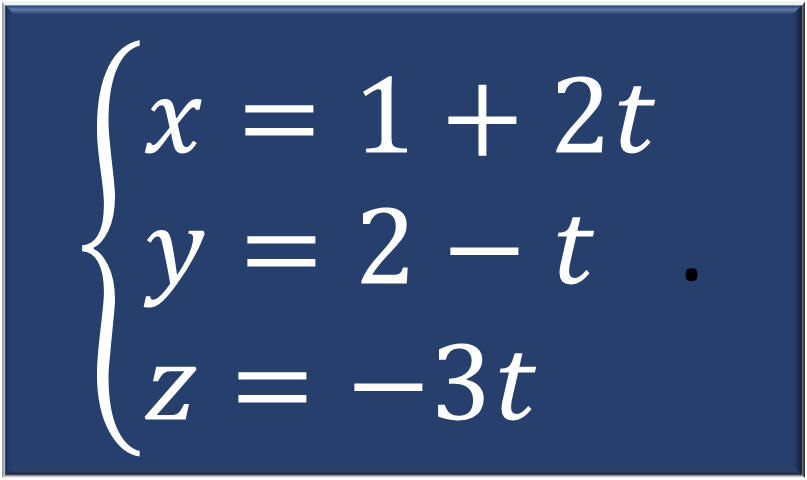 x = 1 + 2t
y = 2 − t .
z = −3t